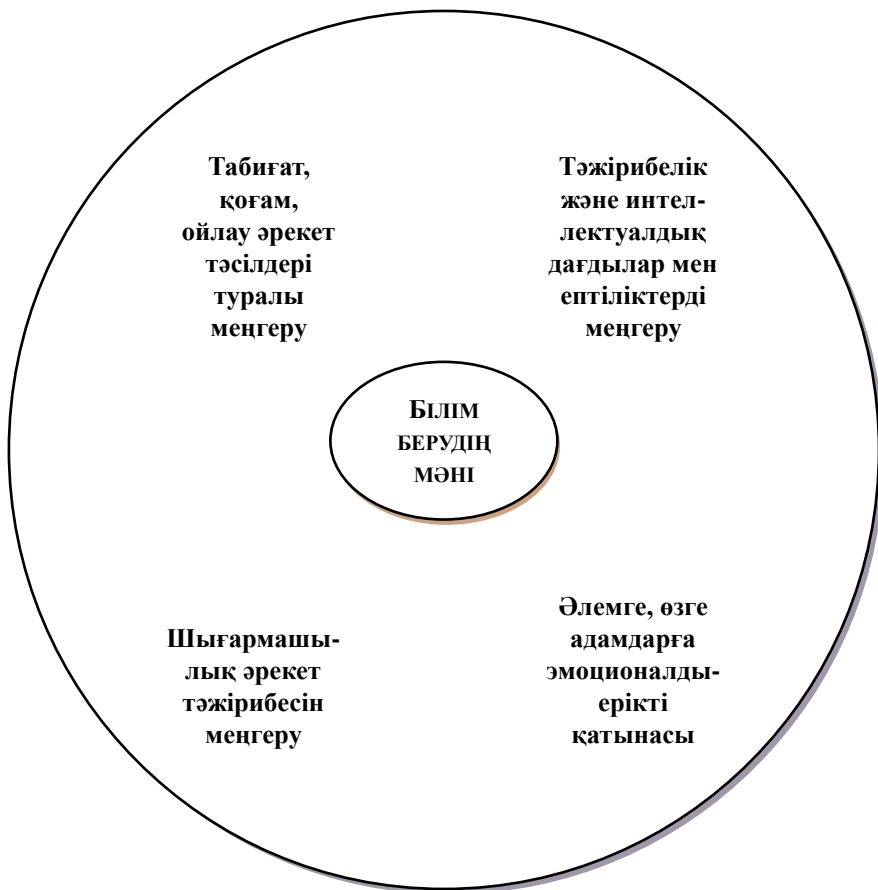 Табиғат,
қоғам,
ойлау әрекет
тәсілдері
туралы
меңгеру
Тәжірибелік
және интел-
лектуалдық
дағдылар мен
ептіліктерді
меңгеру
БІЛІМ
БЕРУДІҢ
МӘНІ
Шығармашы-
лық әрекет
тәжірибесін
меңгеру
Әлемге, өзге
адамдарға
эмоционалды-
ерікті
қатынасы